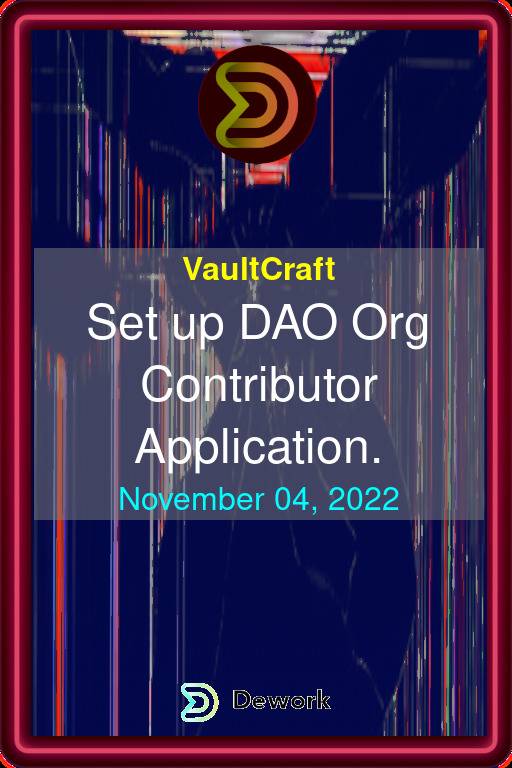 VaultCraft
Set up DAO Org
Contributor
Application.
November 04, 2022
Dework